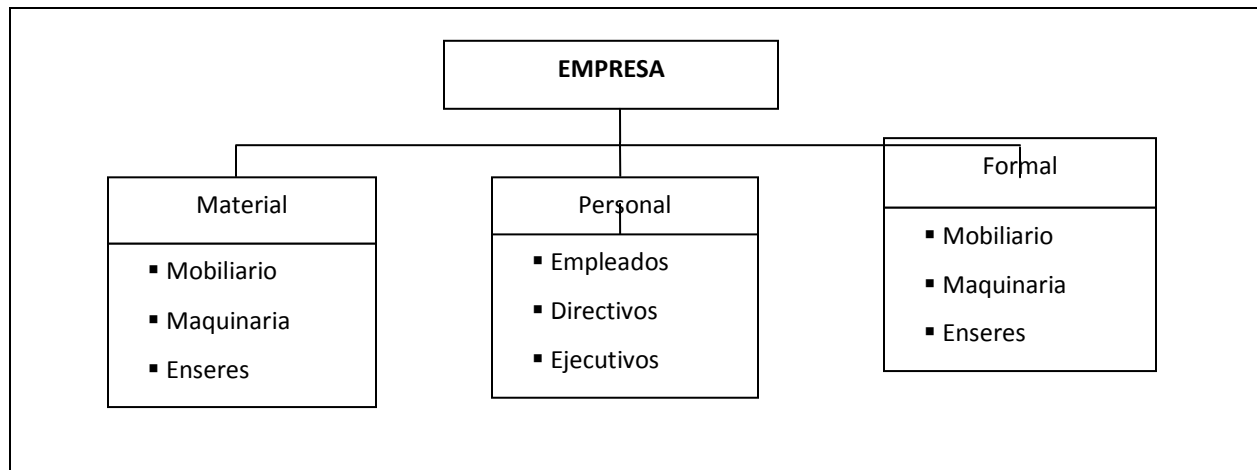 EMPRESA
Material
▪ Mobiliario
▪ Maquinaria
▪ Enseres
Personal
▪ Empleados
▪ Directivos
▪ Ejecutivos
Formal
▪ Mobiliario
▪ Maquinaria
▪ Enseres